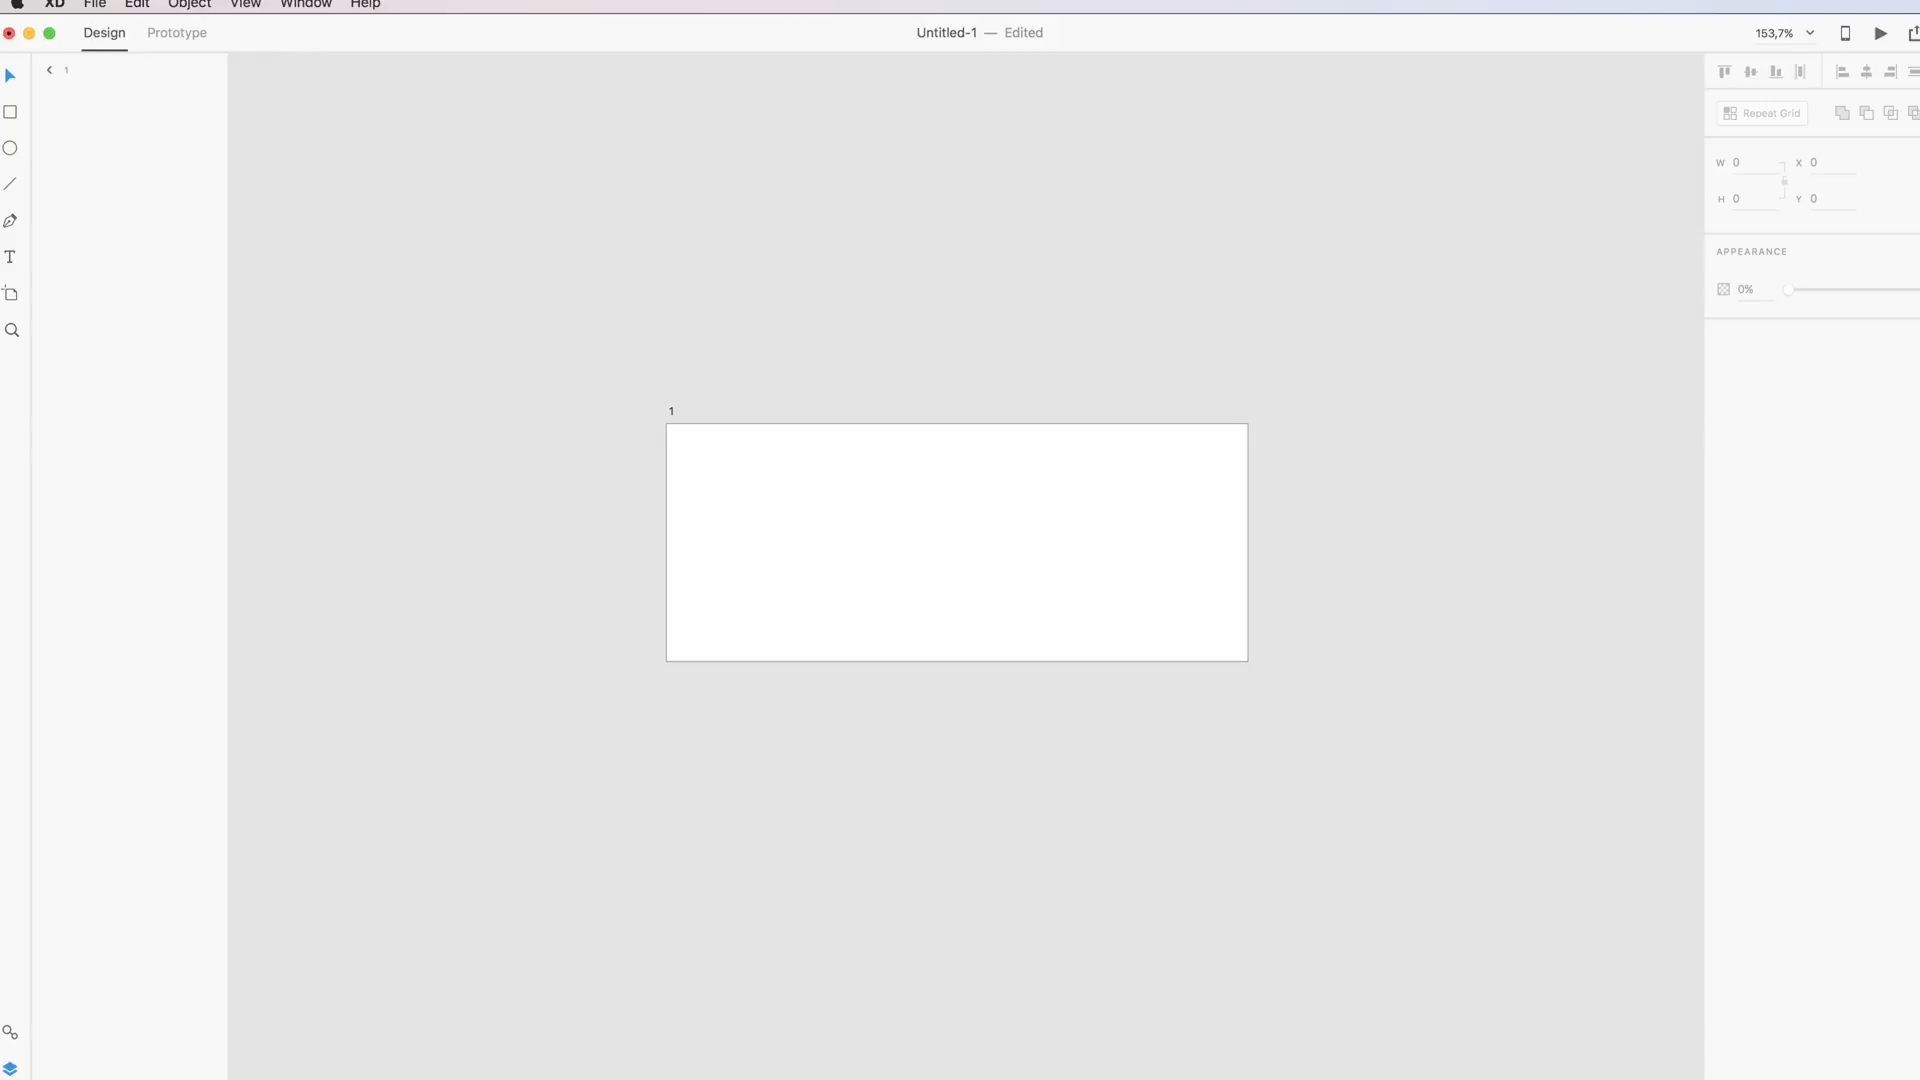 XD File Edit Object View Window Help
Design Prototype Untitled-1 — Edited 153,7%
1
Repeat Grid
W 0 X 0
H 0 Y 0
APPEARANCE
0%
1